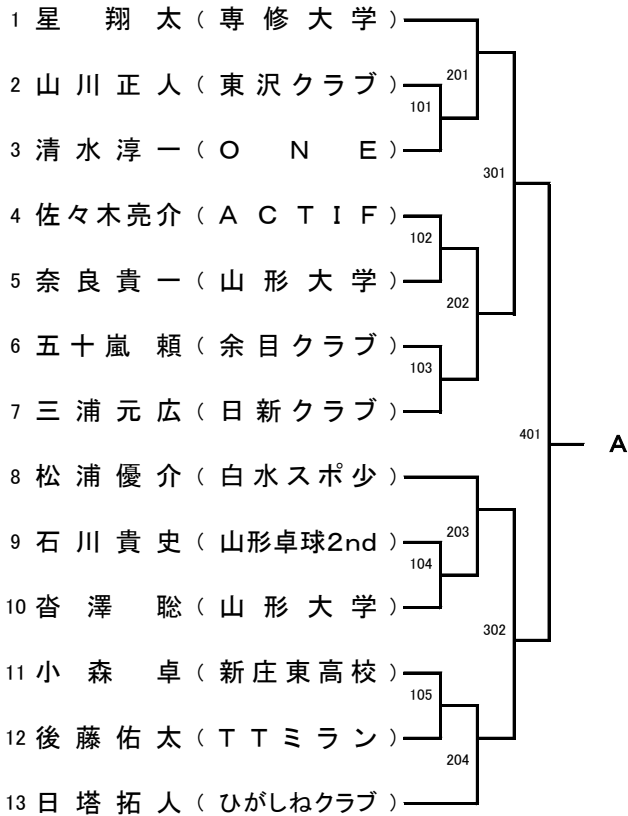 1 星 翔 太 ( 専 修 大 学 )
201
2 山 川 正 人 ( 東 沢 ク ラ ブ )
101
3 清 水 淳 一 ( O N E )
301
4 佐 々 木 亮 介 ( A C T I F )
102
5 奈 良 貴 一 ( 山 形 大 学 )
202
6 五 十 嵐 頼 ( 余 目 ク ラ ブ )
103
7 三 浦 元 広 ( 日 新 ク ラ ブ )
401 A
8 松 浦 優 介 ( 白 水 ス ポ 少 )
203
9 石 川 貴 史 ( 山形卓球2nd )
104
10 沓 澤 聡 ( 山 形 大 学 )
302
11 小 森 卓 ( 新 庄 東 高 校 )
105
12 後 藤 佑 太 ( T T ミ ラ ン )
204
13 日 塔 拓 人 ( ひがしねクラブ )